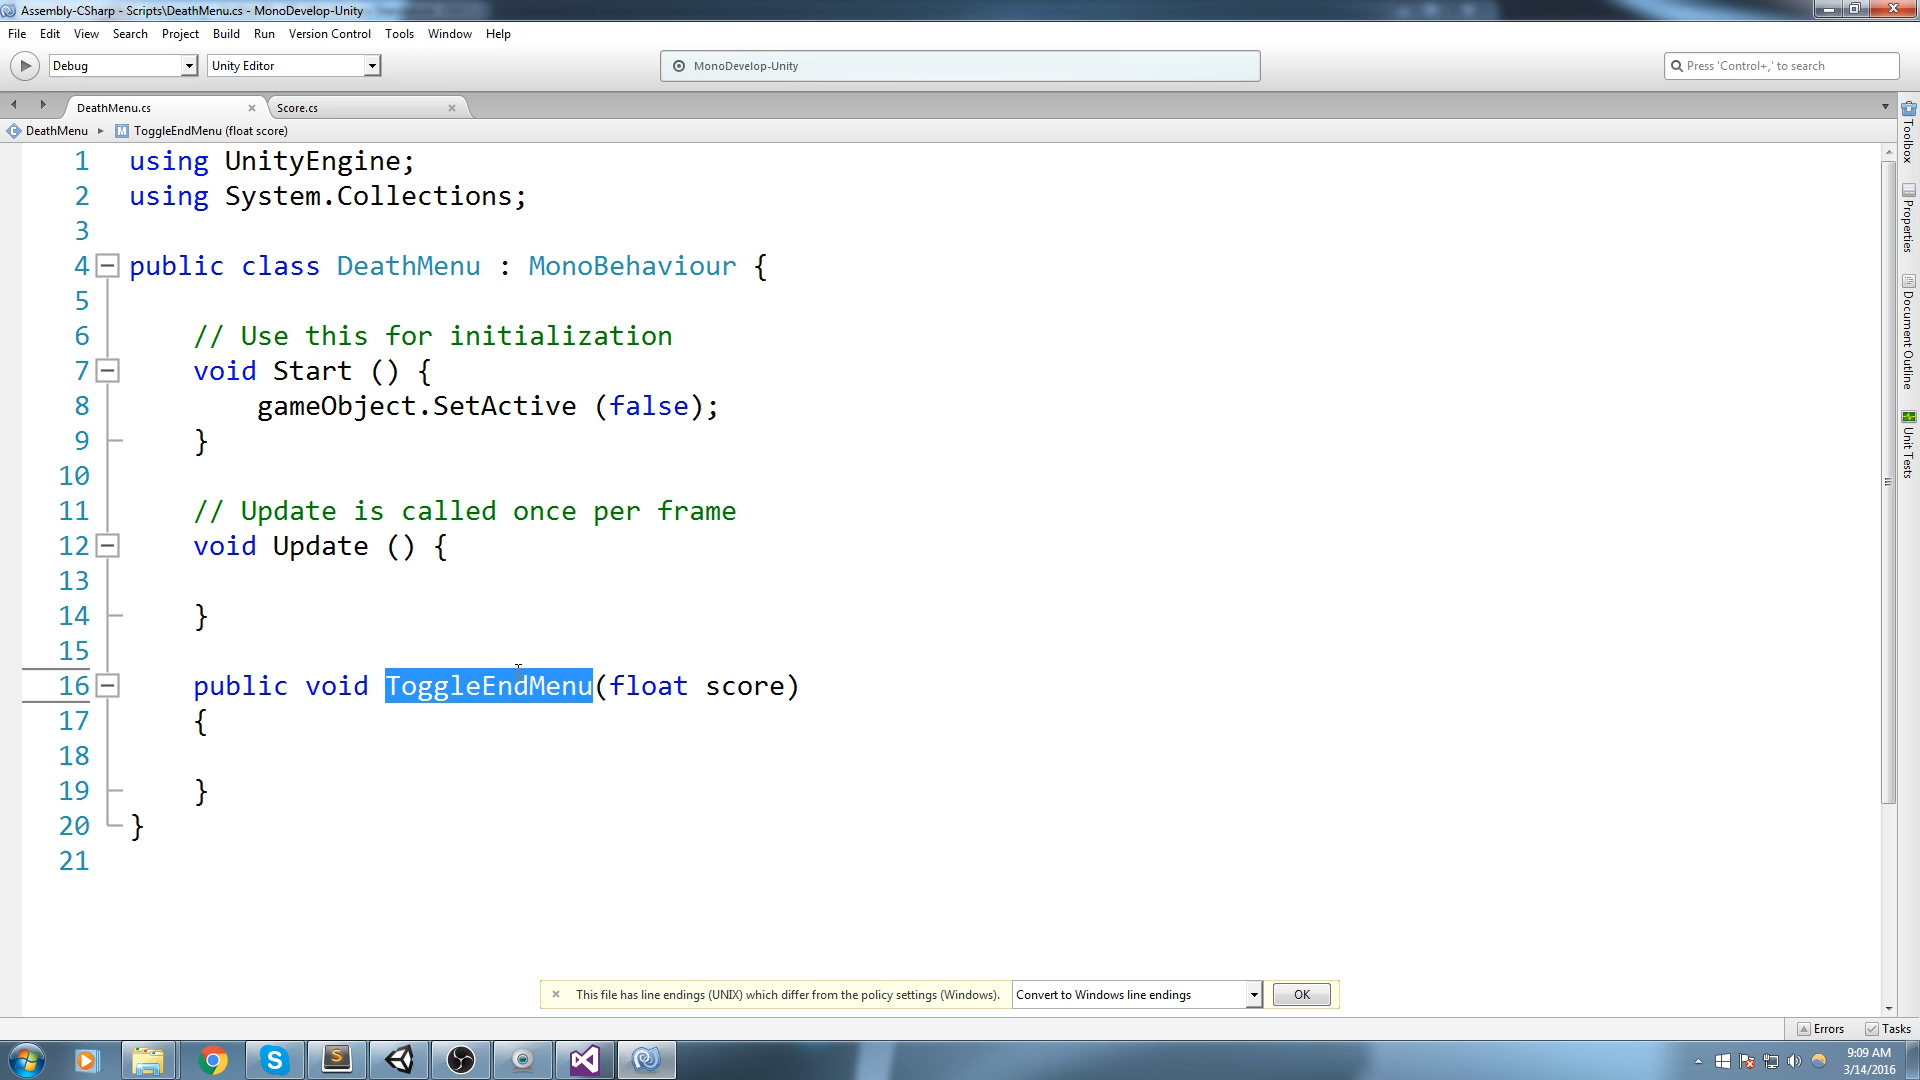 Assembly-CSharp - Scripts\DeathMenu.cs - MonoDevelop-Unity
File Edit View Search Project Build Run Version Control Tools Window Help
Debug Unity Editor MonoDevelop-Unity Press 'Control+,' to search
DeathMenu.cs Score.cs
DeathMenu ToggleEndMenu (float score)
1 using UnityEngine;
2 using System.Collections;
3
4 public class DeathMenu : MonoBehaviour {
5
6 // Use this for initialization
7 void Start () {
8 gameObject.SetActive (false);
9 }
10
11 // Update is called once per frame
12 void Update () {
13
14 }
15
16 public void ToggleEndMenu(float score)
17 {
18
19 }
20 }
21
Toolbox
Properties
Document Outline
Unit Tests
This file has line endings (UNIX) which differ from the policy settings (Windows). Convert to Windows line endings OK
Errors Tasks
9:09 AM
3/14/2016